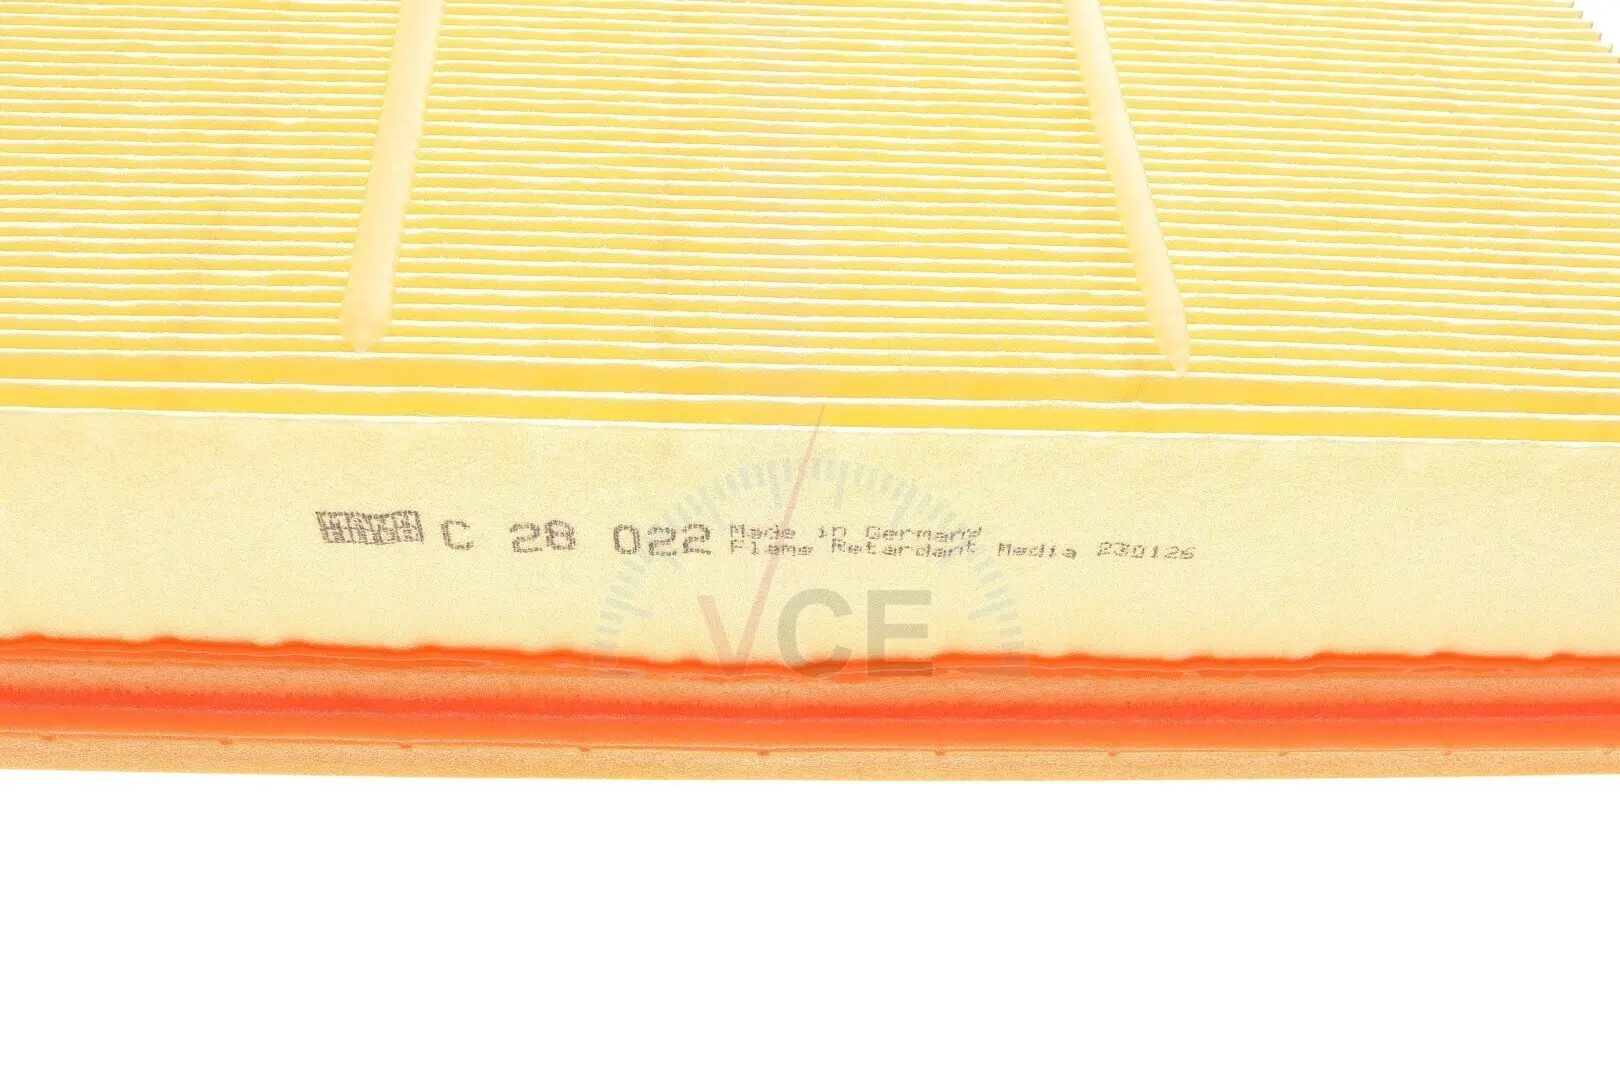 C 28 022 Made in Germany
Flame Retardant Media 230126
VCE